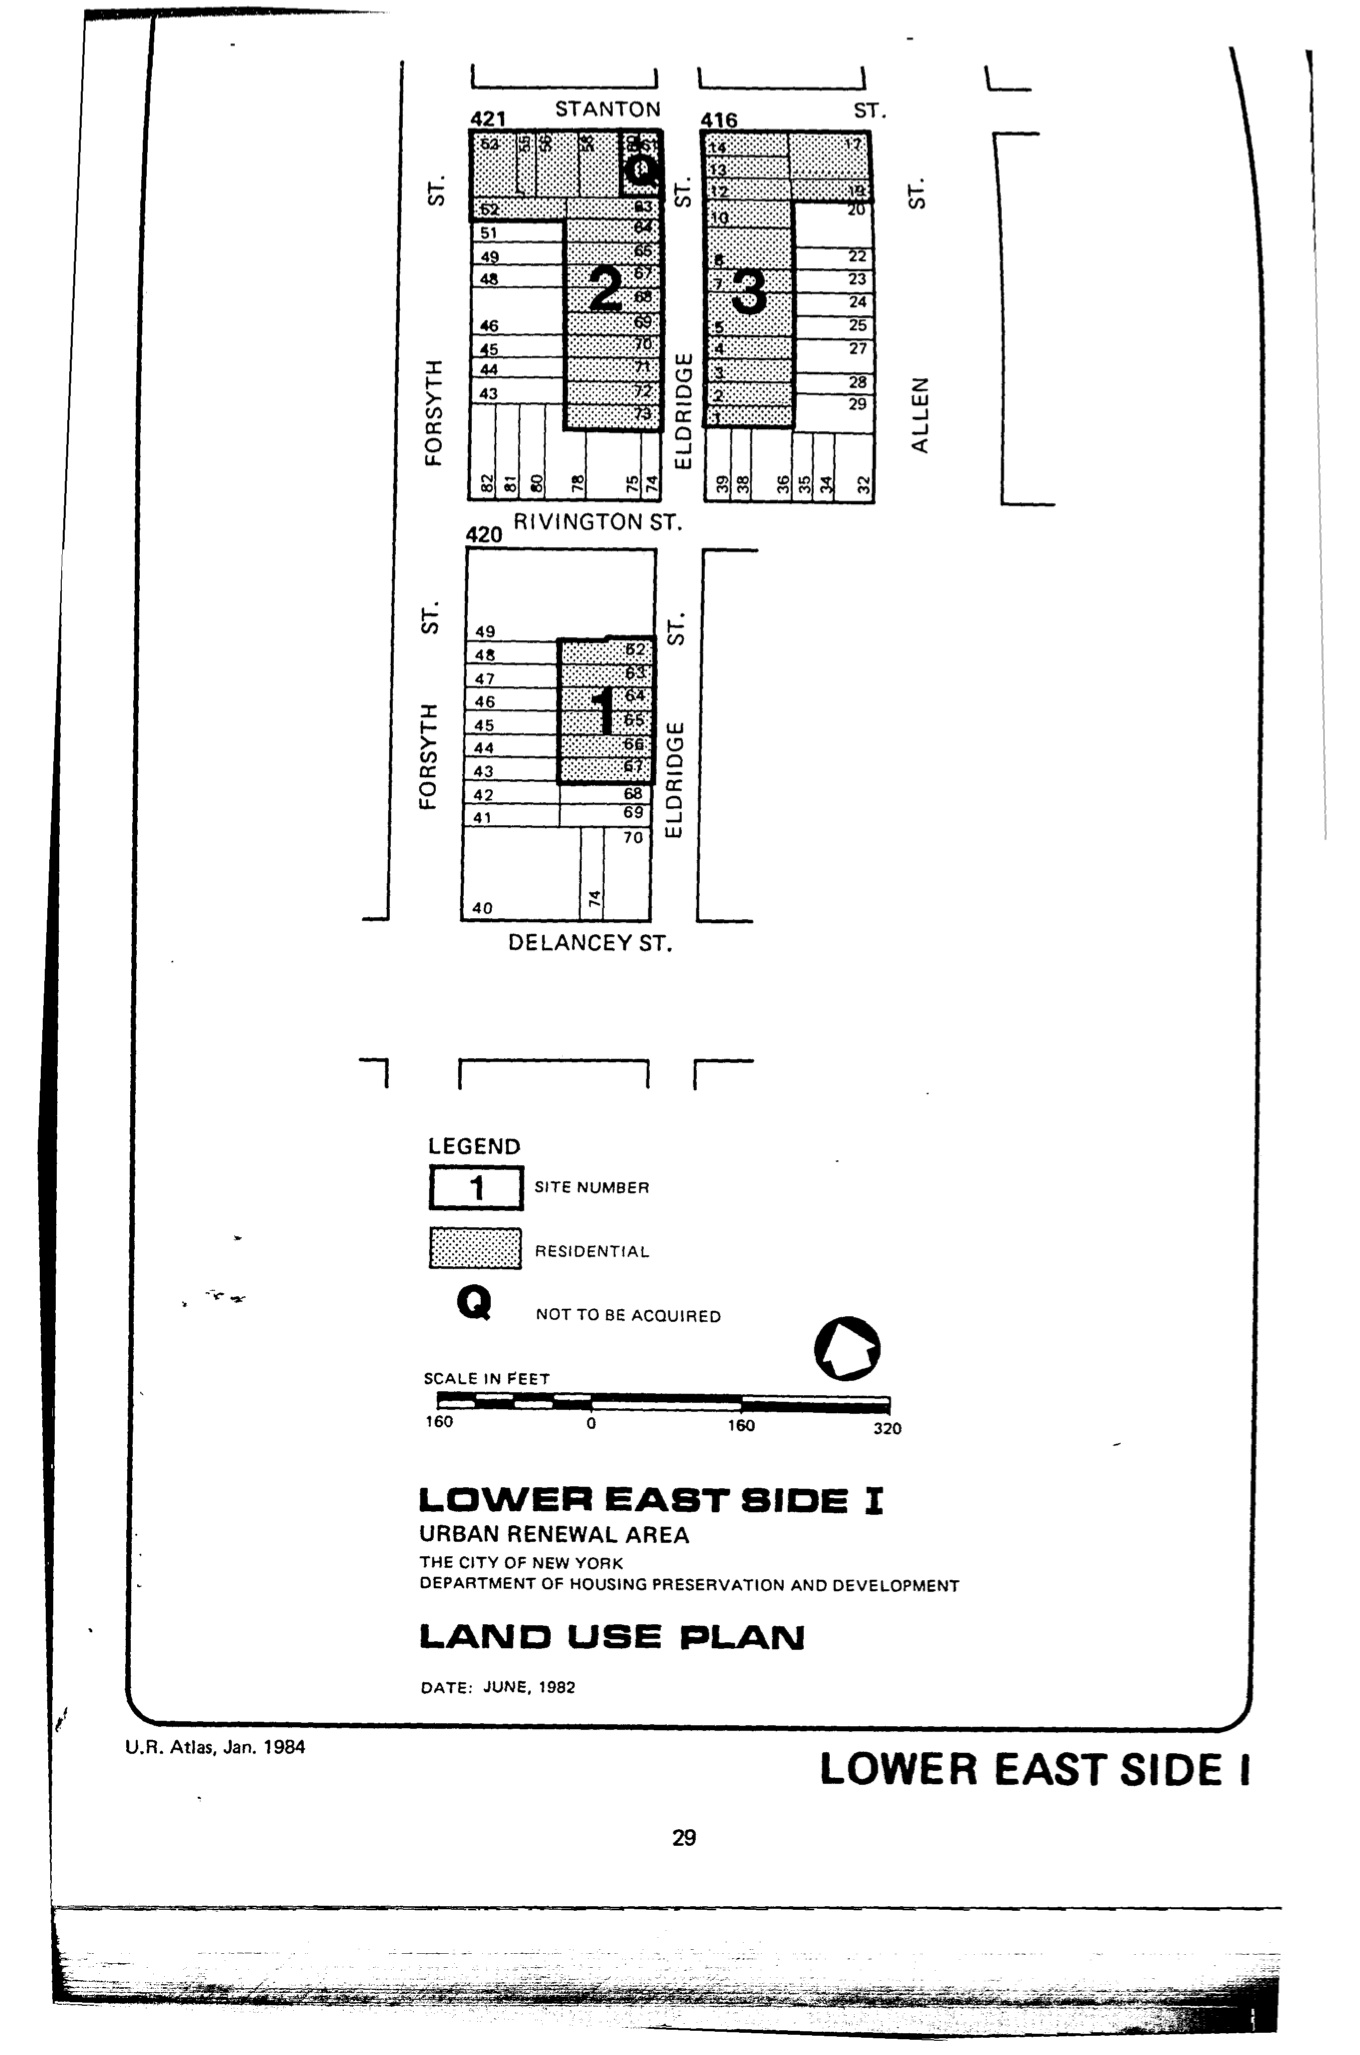 STANTON ST.
421
416
53 55 56 58 61
Q
14 17
13
12 19
52 63
10 20
51 64
49 65
48 67
68
2
3
6 22
7 23
24
46 69
5 25
45 70
4 27
44 71
3 28
43 72
2 29
73
1
82 81 80 78 75 74
39 38 36 35 34 32
FORSYTH ST.
ELDRIDGE ST.
ALLEN ST.
RIVINGTON ST.
420
49
48 62
47 63
46 64
1
45 65
44 66
43 67
42 68
41 69
70
40 74
FORSYTH ST.
ELDRIDGE ST.
DELANCEY ST.
LEGEND
1 SITE NUMBER
RESIDENTIAL
Q NOT TO BE ACQUIRED
SCALE IN FEET
160 0 160 320
LOWER EAST SIDE I
URBAN RENEWAL AREA
THE CITY OF NEW YORK
DEPARTMENT OF HOUSING PRESERVATION AND DEVELOPMENT
LAND USE PLAN
DATE: JUNE, 1982
U.R. Atlas, Jan. 1984
LOWER EAST SIDE I
29